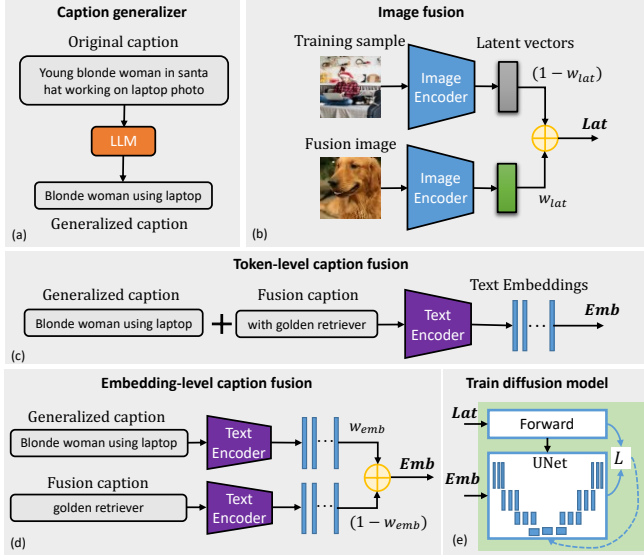 Caption generalizer
Original caption
Young blonde woman in santa
hat working on laptop photo
LLM
Blonde woman using laptop
Generalized caption
(a)
Image fusion
Training sample
Latent vectors
Image
Encoder
(1 − w_lat)
Lat
Fusion image
Image
Encoder
w_lat
(b)
Token-level caption fusion
Generalized caption
Blonde woman using laptop
+
Fusion caption
with golden retriever
Text
Encoder
Text Embeddings
...
Emb
(c)
Embedding-level caption fusion
Generalized caption
Blonde woman using laptop
Text
Encoder
...
w_emb
Emb
Fusion caption
golden retriever
Text
Encoder
...
(1 − w_emb)
(d)
Train diffusion model
Lat
Forward
L
UNet
Emb
(e)